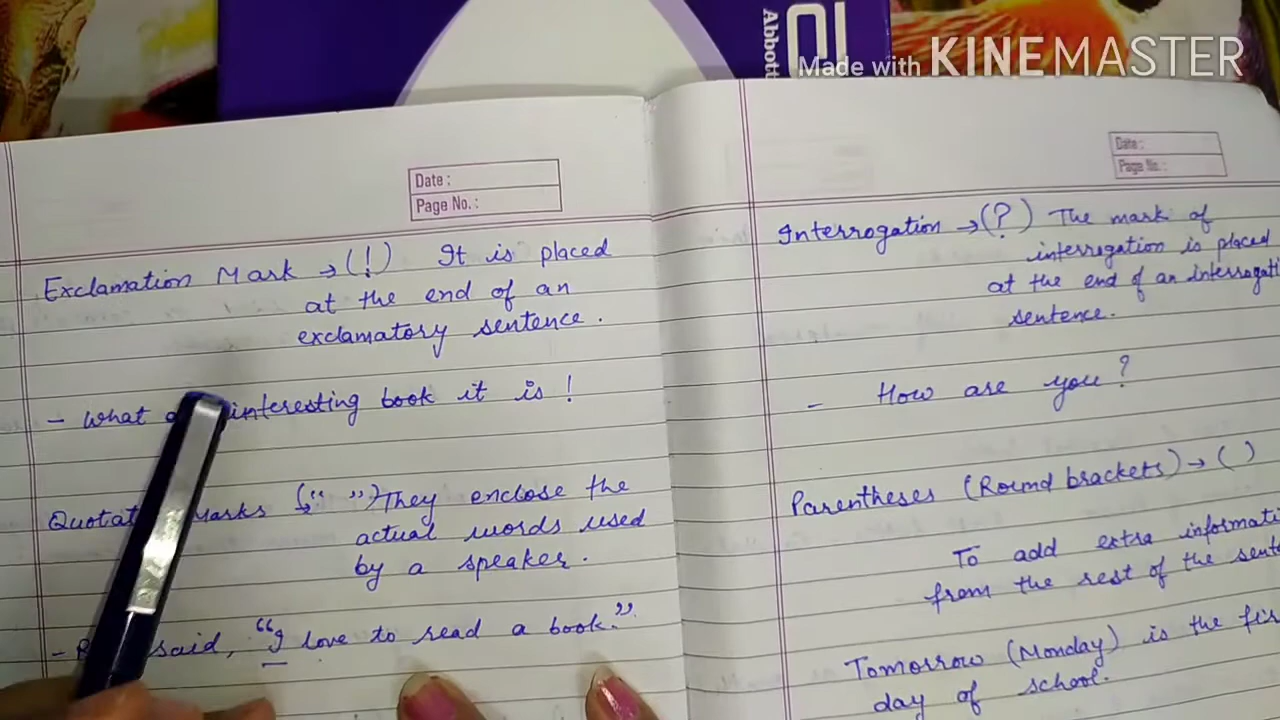 Abbott
Made with KINEMASTER
Date :
Page No. :
Exclamation Mark → (!) It is placed
at the end of an
exclamatory sentence.
- What interesting book it is !
Marks (“ ”) They enclose the
actual words used
by a speaker.
- said, “I love to read a book.”
Date :
Page No. :
Interrogation → (?) The mark of
interrogation is placed
at the end of an interrogati
sentence.
- How are you?
Parentheses (Round brackets) → ( )
To add extra informati
from the rest of the sent
Tomorrow (Monday) is the fir
day of school.